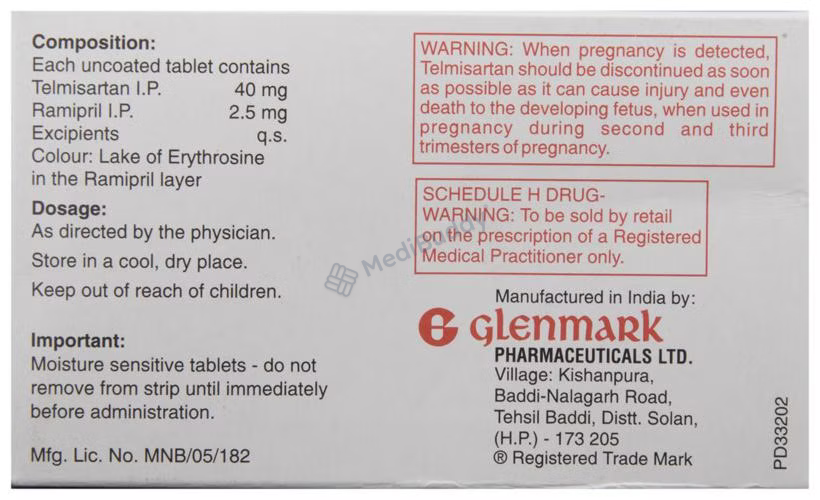 Composition:
Each uncoated tablet contains
Telmisartan I.P. 40 mg
Ramipril I.P. 2.5 mg
Excipients q.s.
Colour: Lake of Erythrosine
in the Ramipril layer
Dosage:
As directed by the physician.
Store in a cool, dry place.
Keep out of reach of children.
Important:
Moisture sensitive tablets - do not
remove from strip until immediately
before administration.
Mfg. Lic. No. MNB/05/182
WARNING: When pregnancy is detected,
Telmisartan should be discontinued as soon
as possible as it can cause injury and even
death to the developing fetus, when used in
pregnancy during second and third
trimesters of pregnancy.
SCHEDULE H DRUG-
WARNING: To be sold by retail
on the prescription of a Registered
Medical Practitioner only.
MediBuddy
Manufactured in India by:
glenmark
PHARMACEUTICALS LTD.
Village: Kishanpura,
Baddi-Nalagarh Road,
Tehsil Baddi, Distt. Solan,
(H.P.) - 173 205
® Registered Trade Mark
PD33202